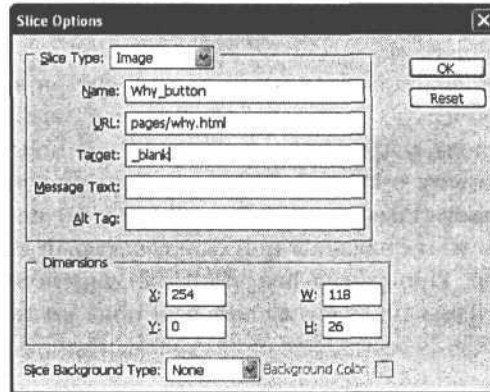 Slice Options
Slice Type: Image
OK
Name: Why_button
Reset
URL: pages/why.html
Target: _blank
Message Text:
Alt Tag:
Dimensions
X: 254 W: 118
Y: 0 H: 26
Slice Background Type: None Background Color: